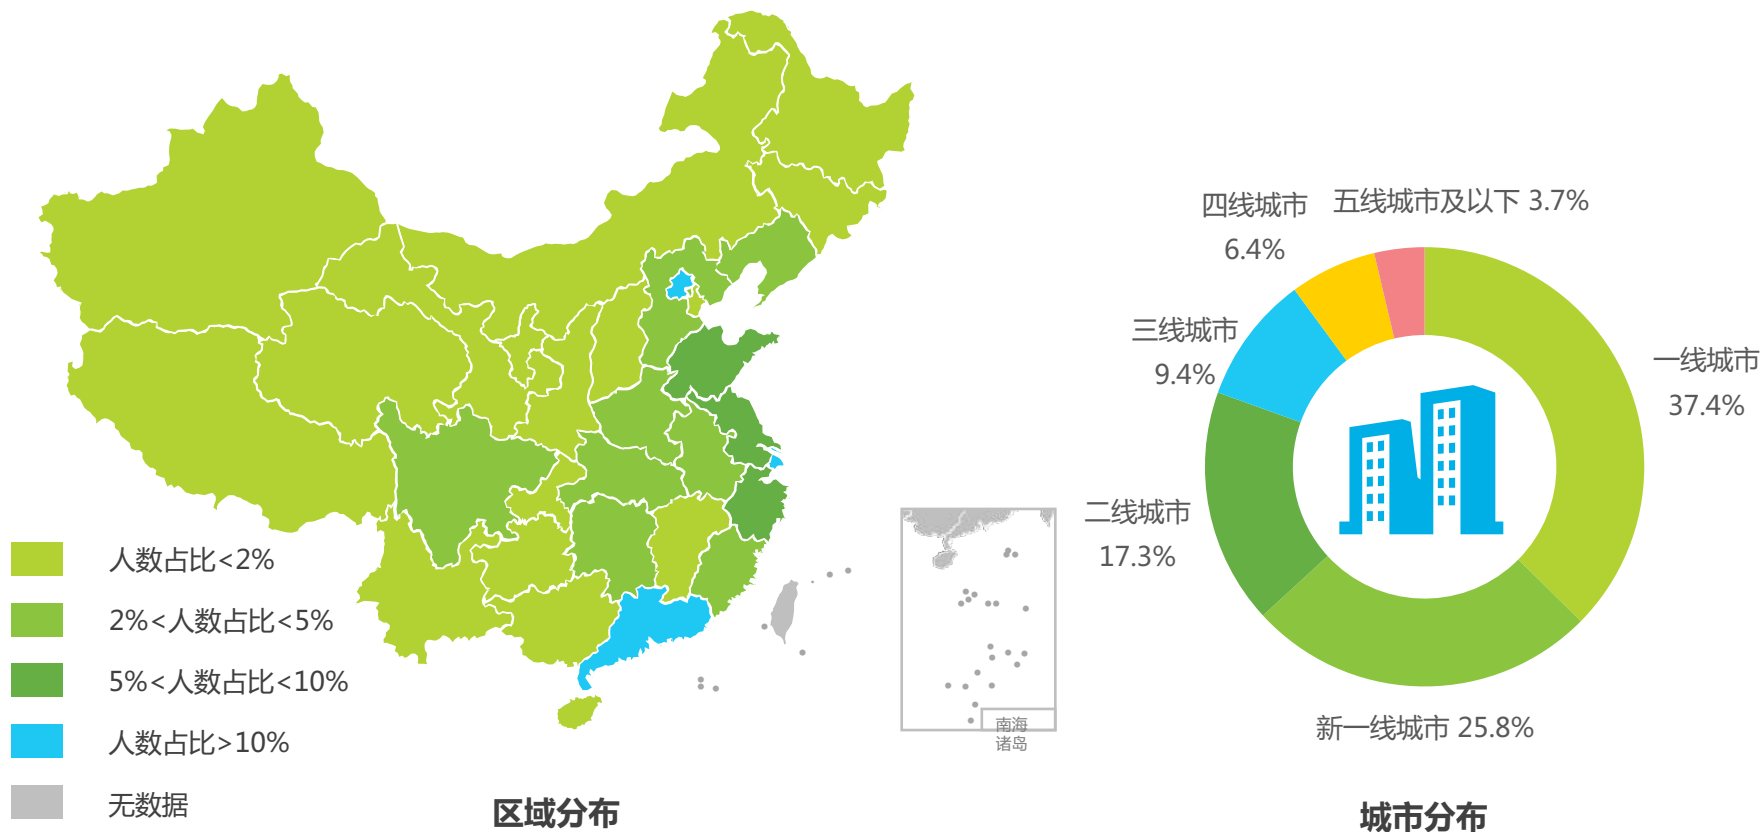 人数占比<2%
2%<人数占比<5%
5%<人数占比<10%
人数占比>10%
无数据
南海
诸岛
区域分布
四线城市
6.4%
五线城市及以下 3.7%
三线城市
9.4%
一线城市
37.4%
二线城市
17.3%
新一线城市 25.8%
城市分布